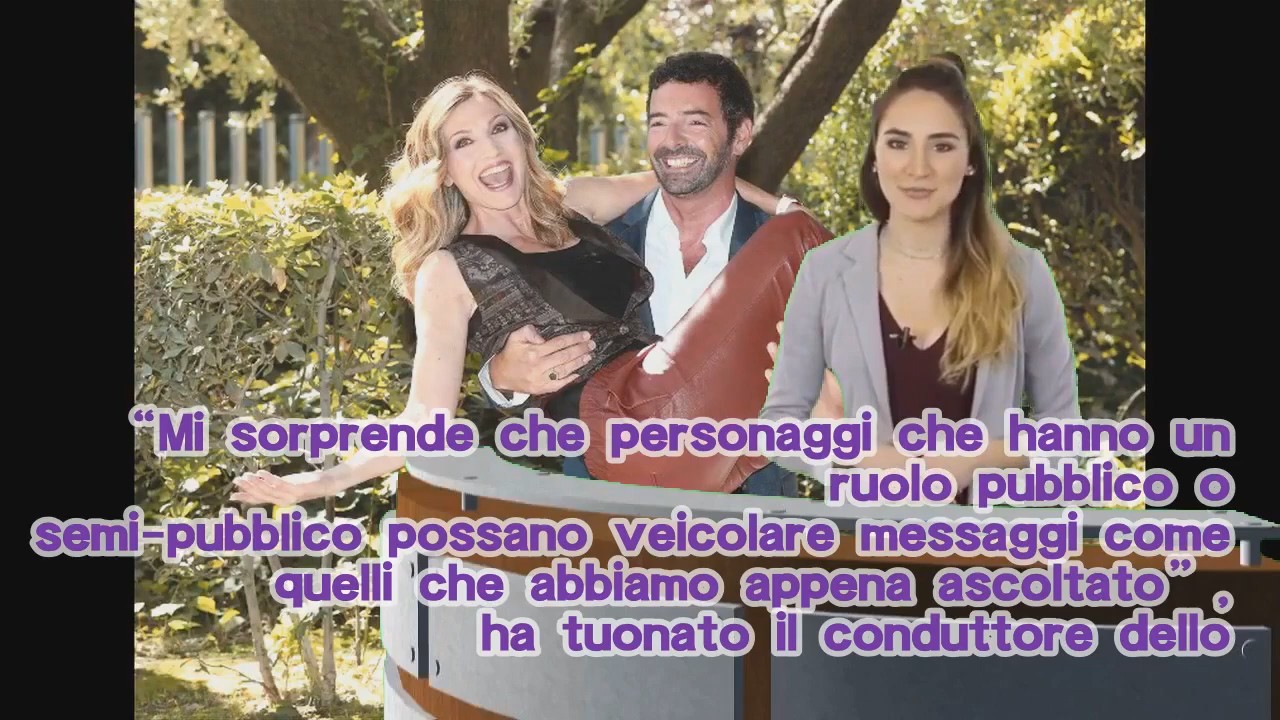 “Mi sorprende che personaggi che hanno un
ruolo pubblico o
semi-pubblico possano veicolare messaggi come
quelli che abbiamo appena ascoltato” ,
ha tuonato il conduttore dello